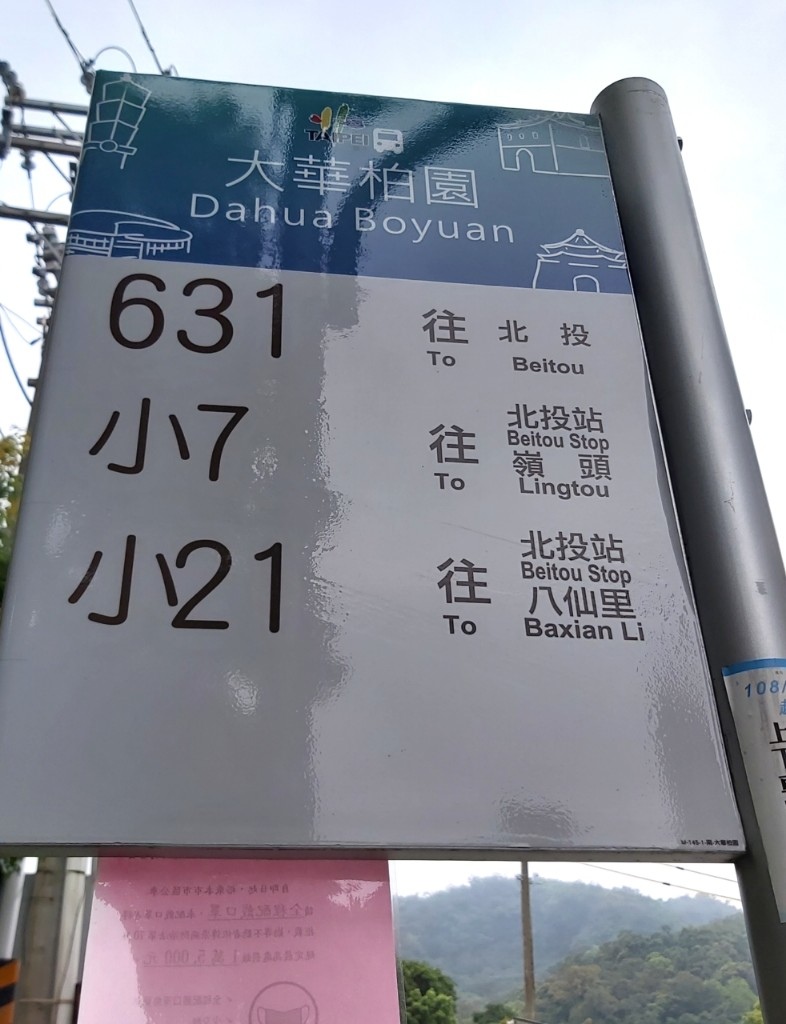 TAIPEI
大華柏園
Dahua Boyuan
631 往 北投
To Beitou
小7 往 北投站
Beitou Stop
嶺頭
To Lingtou
小21 往 北投站
Beitou Stop
八仙里
To Baxian Li
108/